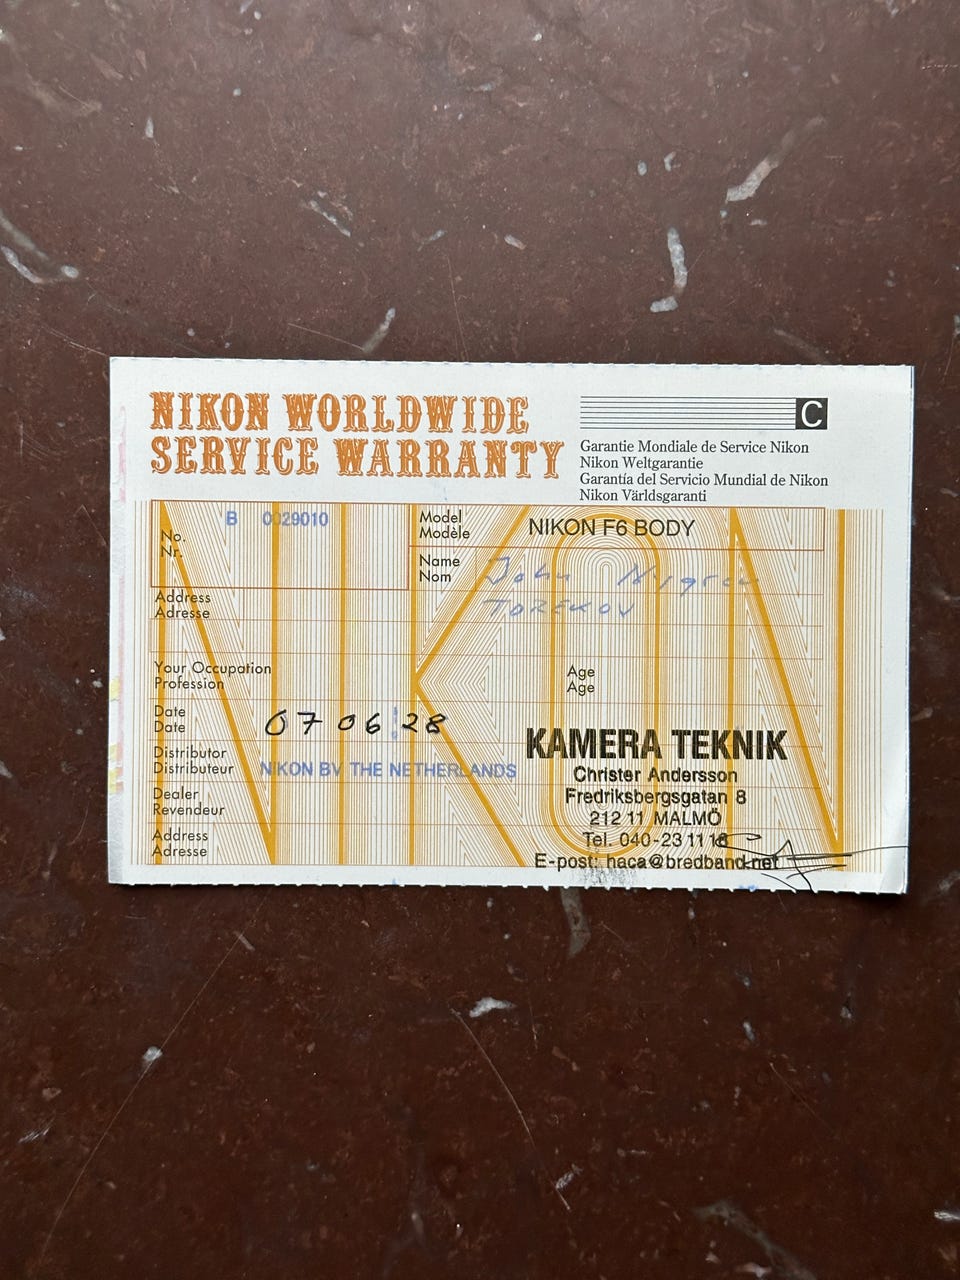 NIKON WORLDWIDE
SERVICE WARRANTY
C
Garantie Mondiale de Service Nikon
Nikon Weltgarantie
Garantía del Servicio Mundial de Nikon
Nikon Världsgaranti
No.
Nr.
B 0029010
Model
Modèle
NIKON F6 BODY
Name
Nom
John Nygren
TOREKOV
Address
Adresse
Your Occupation
Profession
Age
Age
Date
Date
07 06 28
Distributor
Distributeur
NIKON BV THE NETHERLANDS
Dealer
Revendeur
Address
Adresse
KAMERA TEKNIK
Christer Andersson
Fredriksbergsgatan 8
212 11 MALMÖ
Tel. 040-23 11 18
E-post: haca@bredband.net
NIKON